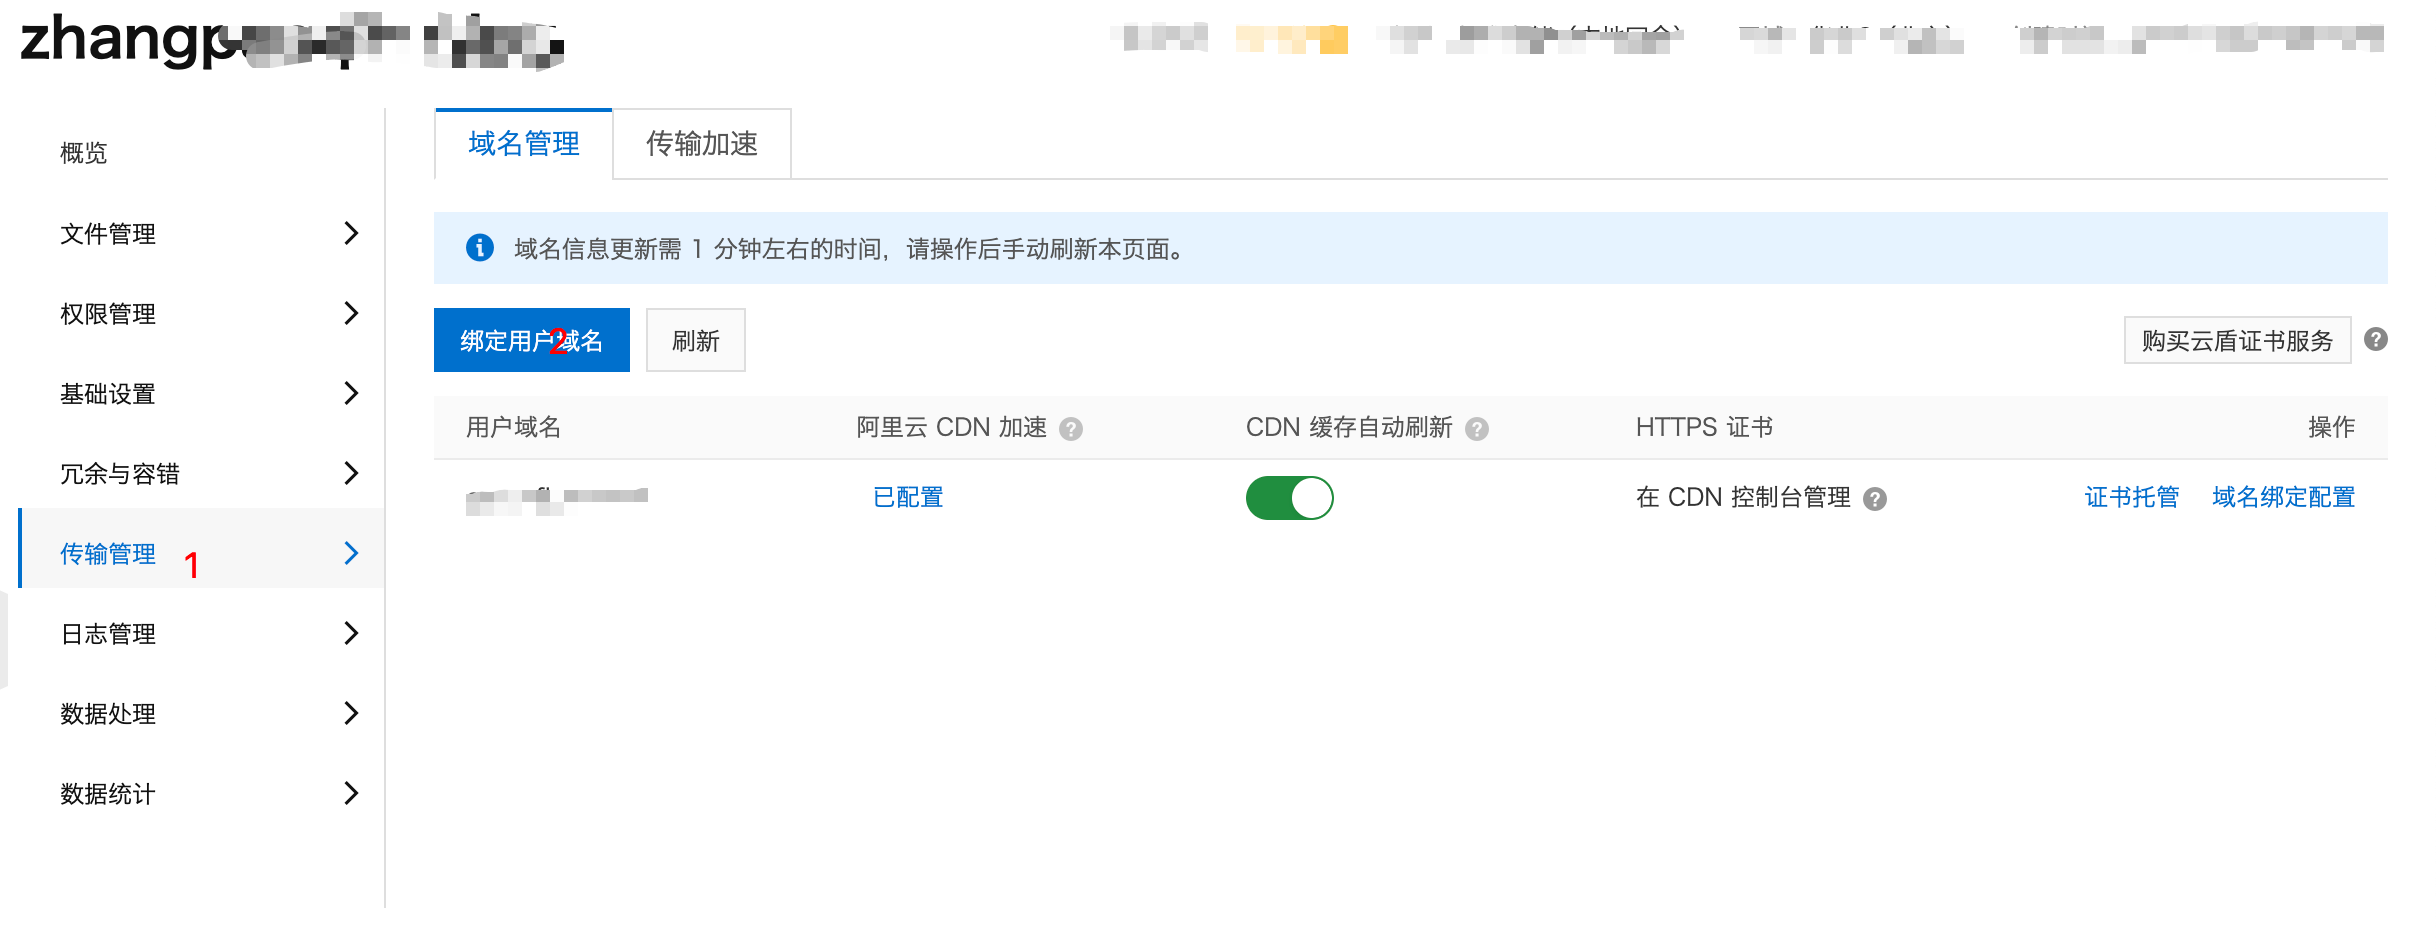 概览
文件管理
权限管理
基础设置
冗余与容错
传输管理 1
日志管理
数据处理
数据统计
域名管理 传输加速
域名信息更新需 1 分钟左右的时间，请操作后手动刷新本页面。
绑定用户域名 2 刷新 购买云盾证书服务
用户域名 阿里云 CDN 加速 CDN 缓存自动刷新 HTTPS 证书 操作
已配置 在 CDN 控制台管理 证书托管 域名绑定配置